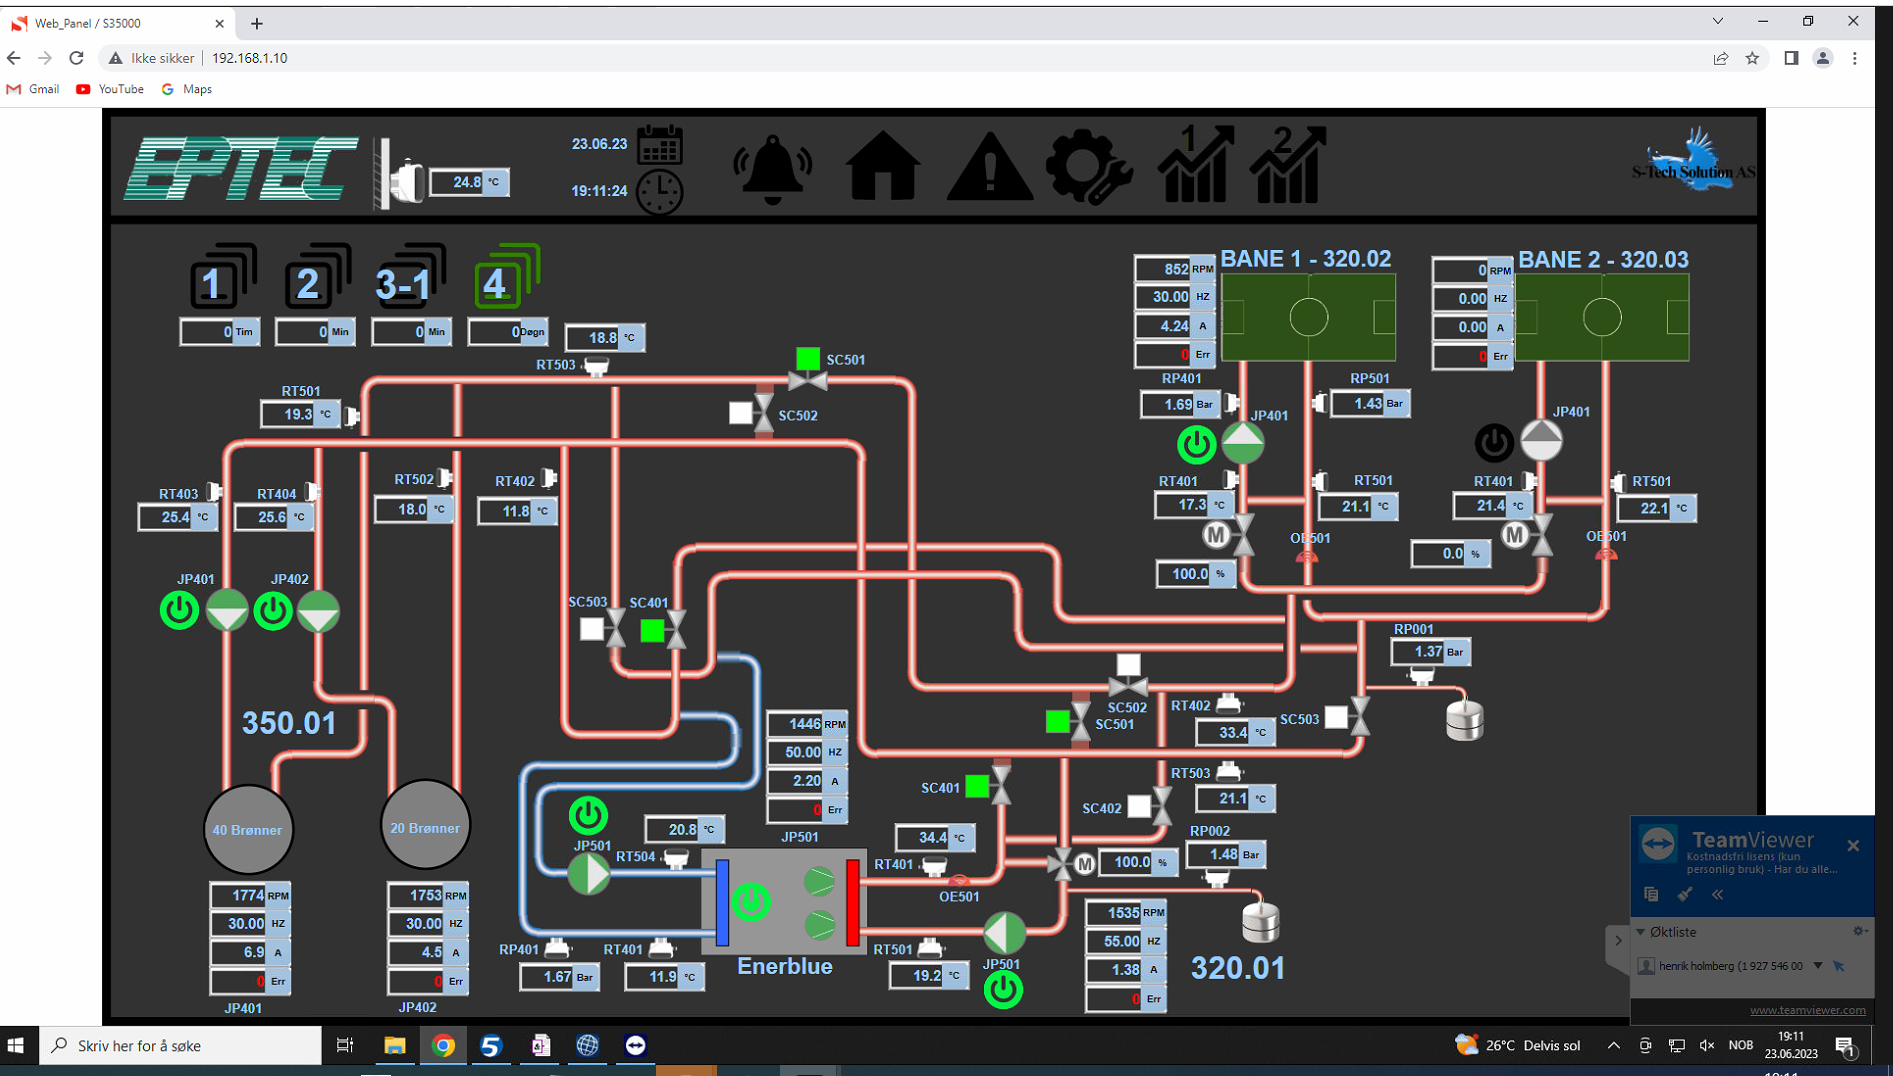 Web_Panel / S35000
Ikke sikker
192.168.1.10
Gmail
YouTube
Maps
EPTEC
24.8 °C
23.06.23
19:11:24
1
2
S-Tech Solution AS
1
2
3-1
4
0 Tim
0 Min
0 Min
0 Døgn
18.8 °C
RT503
SC501
SC502
RT501
19.3 °C
852 RPM
30.00 HZ
4.24 A
0 Err
BANE 1 - 320.02
0 RPM
0.00 HZ
0.00 A
0 Err
BANE 2 - 320.03
RP401
1.69 Bar
RP501
1.43 Bar
JP401
JP401
RT401
17.3 °C
RT501
21.1 °C
RT401
21.4 °C
RT501
22.1 °C
M
OE501
100.0 %
M
OE501
0.0 %
RT403
25.4 °C
RT404
25.6 °C
RT502
18.0 °C
RT402
11.8 °C
JP401
JP402
SC503
SC401
RP001
1.37 Bar
350.01
SC502
SC501
RT402
33.4 °C
SC503
RT503
21.1 °C
SC401
SC402
1446 RPM
50.00 HZ
2.20 A
0 Err
JP501
40 Brønner
20 Brønner
JP501
RT504
20.8 °C
34.4 °C
RT401
OE501
M
100.0 %
RP002
1.48 Bar
1774 RPM
30.00 HZ
6.9 A
0 Err
JP401
1753 RPM
30.00 HZ
4.5 A
0 Err
JP402
RP401
1.67 Bar
RT401
11.9 °C
Enerblue
RT501
19.2 °C
JP501
1535 RPM
55.00 HZ
1.38 A
0 Err
320.01
TeamViewer
Kostnadsfri lisens (kun
personlig bruk) - Har du alle...
Øktliste
henrik holmberg (1 927 546 00
www.teamviewer.com
Skriv her for å søke
5
26°C Delvis sol
NOB
19:11
23.06.2023
1